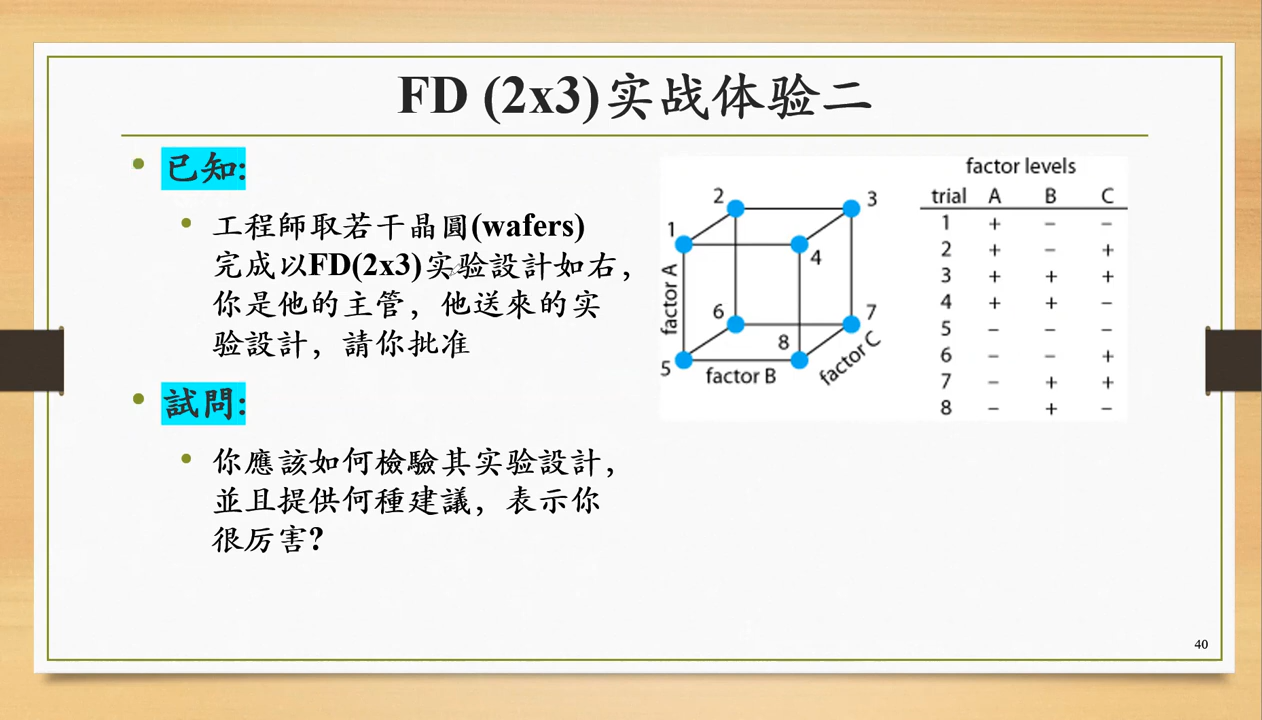 FD (2x3)实战体验二
已知:
工程師取若干晶圓(wafers)
完成以FD(2x3)实验設計如右，
你是他的主管，他送來的实
验設計，請你批准
試問:
你應該如何檢驗其实验設計，
並且提供何種建議，表示你
很厉害?
2
3
1
4
factor A
6
7
8
5
factor B
factor C
factor levels
trial A B C
1 + − −
2 + − +
3 + + +
4 + + −
5 − − −
6 − − +
7 − + +
8 − + −
40